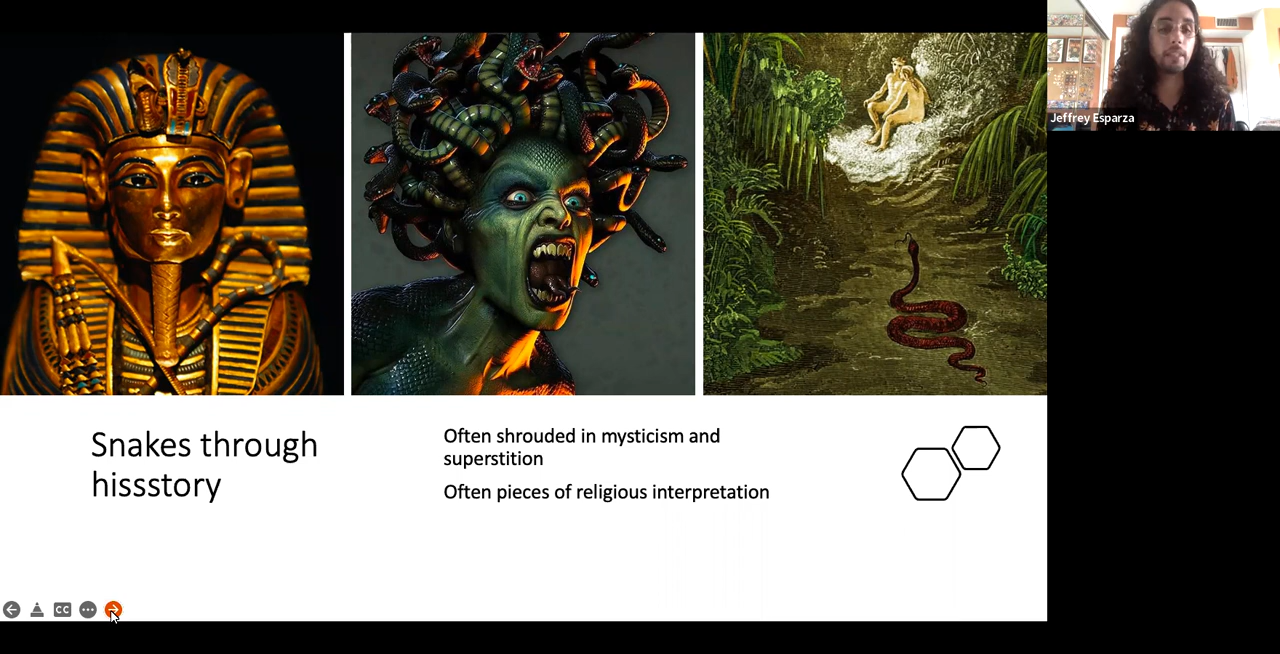 Jeffrey Esparza
Snakes through
hissstory
Often shrouded in mysticism and
superstition
Often pieces of religious interpretation
CC